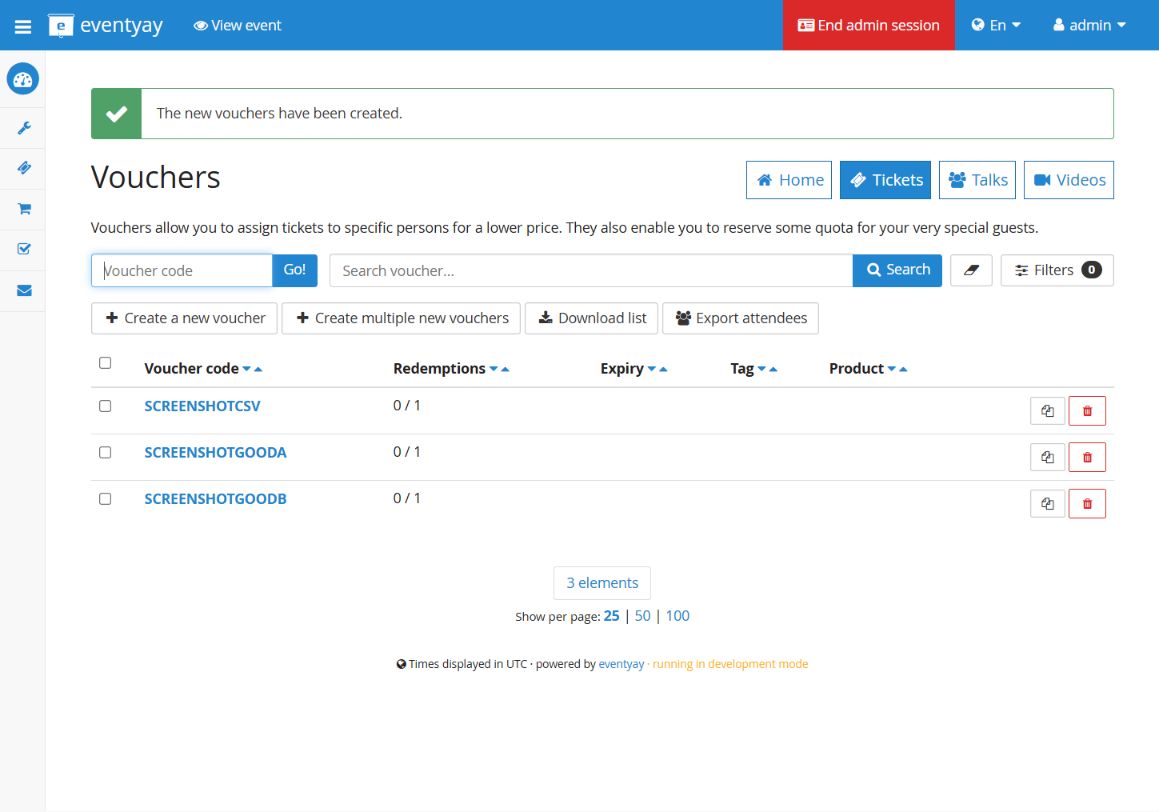 eventyay View event End admin session En admin
The new vouchers have been created.
Vouchers Home Tickets Talks Videos
Vouchers allow you to assign tickets to specific persons for a lower price. They also enable you to reserve some quota for your very special guests.
Voucher code Go! Search voucher... Search Filters 0
Create a new voucher Create multiple new vouchers Download list Export attendees
Voucher code Redemptions Expiry Tag Product
SCREENSHOTCSV 0 / 1
SCREENSHOTGOODA 0 / 1
SCREENSHOTGOODB 0 / 1
3 elements
Show per page: 25 | 50 | 100
Times displayed in UTC · powered by eventyay · running in development mode